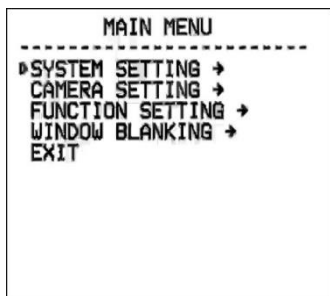 MAIN MENU
------------------------
▷SYSTEM SETTING →
CAMERA SETTING →
FUNCTION SETTING →
WINDOW BLANKING →
EXIT